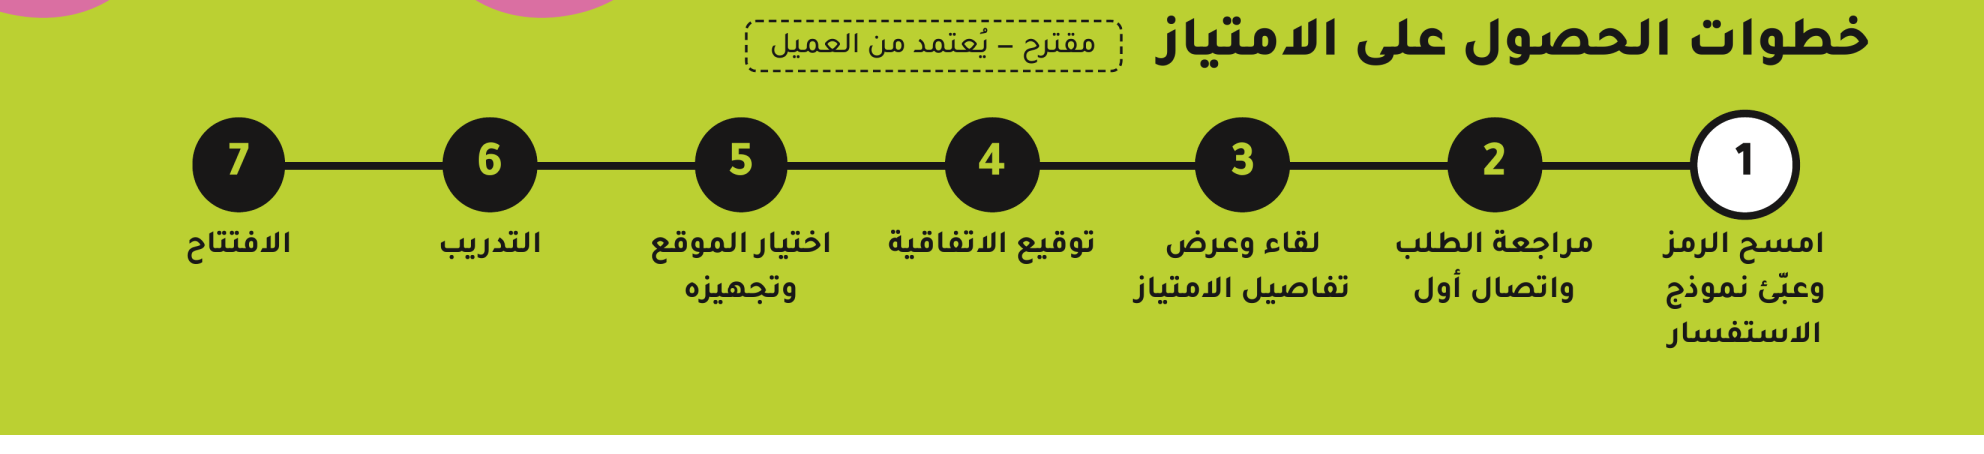 خطوات الحصول على الامتياز
مقترح – يُعتمد من العميل
1
امسح الرمز
وعبّئ نموذج
الاستفسار
2
مراجعة الطلب
واتصال أول
3
لقاء وعرض
تفاصيل الامتياز
4
توقيع الاتفاقية
5
اختيار الموقع
وتجهيزه
6
التدريب
7
الافتتاح